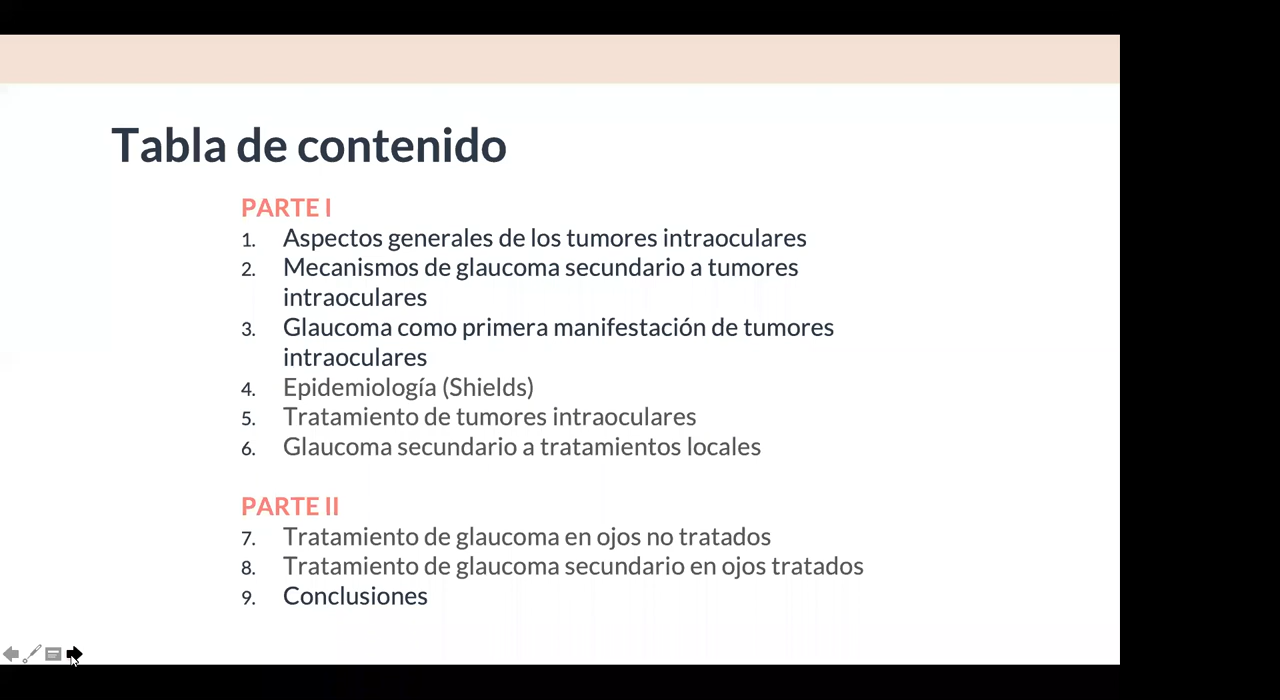 Tabla de contenido
PARTE I
1. Aspectos generales de los tumores intraoculares
2. Mecanismos de glaucoma secundario a tumores
intraoculares
3. Glaucoma como primera manifestación de tumores
intraoculares
4. Epidemiología (Shields)
5. Tratamiento de tumores intraoculares
6. Glaucoma secundario a tratamientos locales
PARTE II
7. Tratamiento de glaucoma en ojos no tratados
8. Tratamiento de glaucoma secundario en ojos tratados
9. Conclusiones